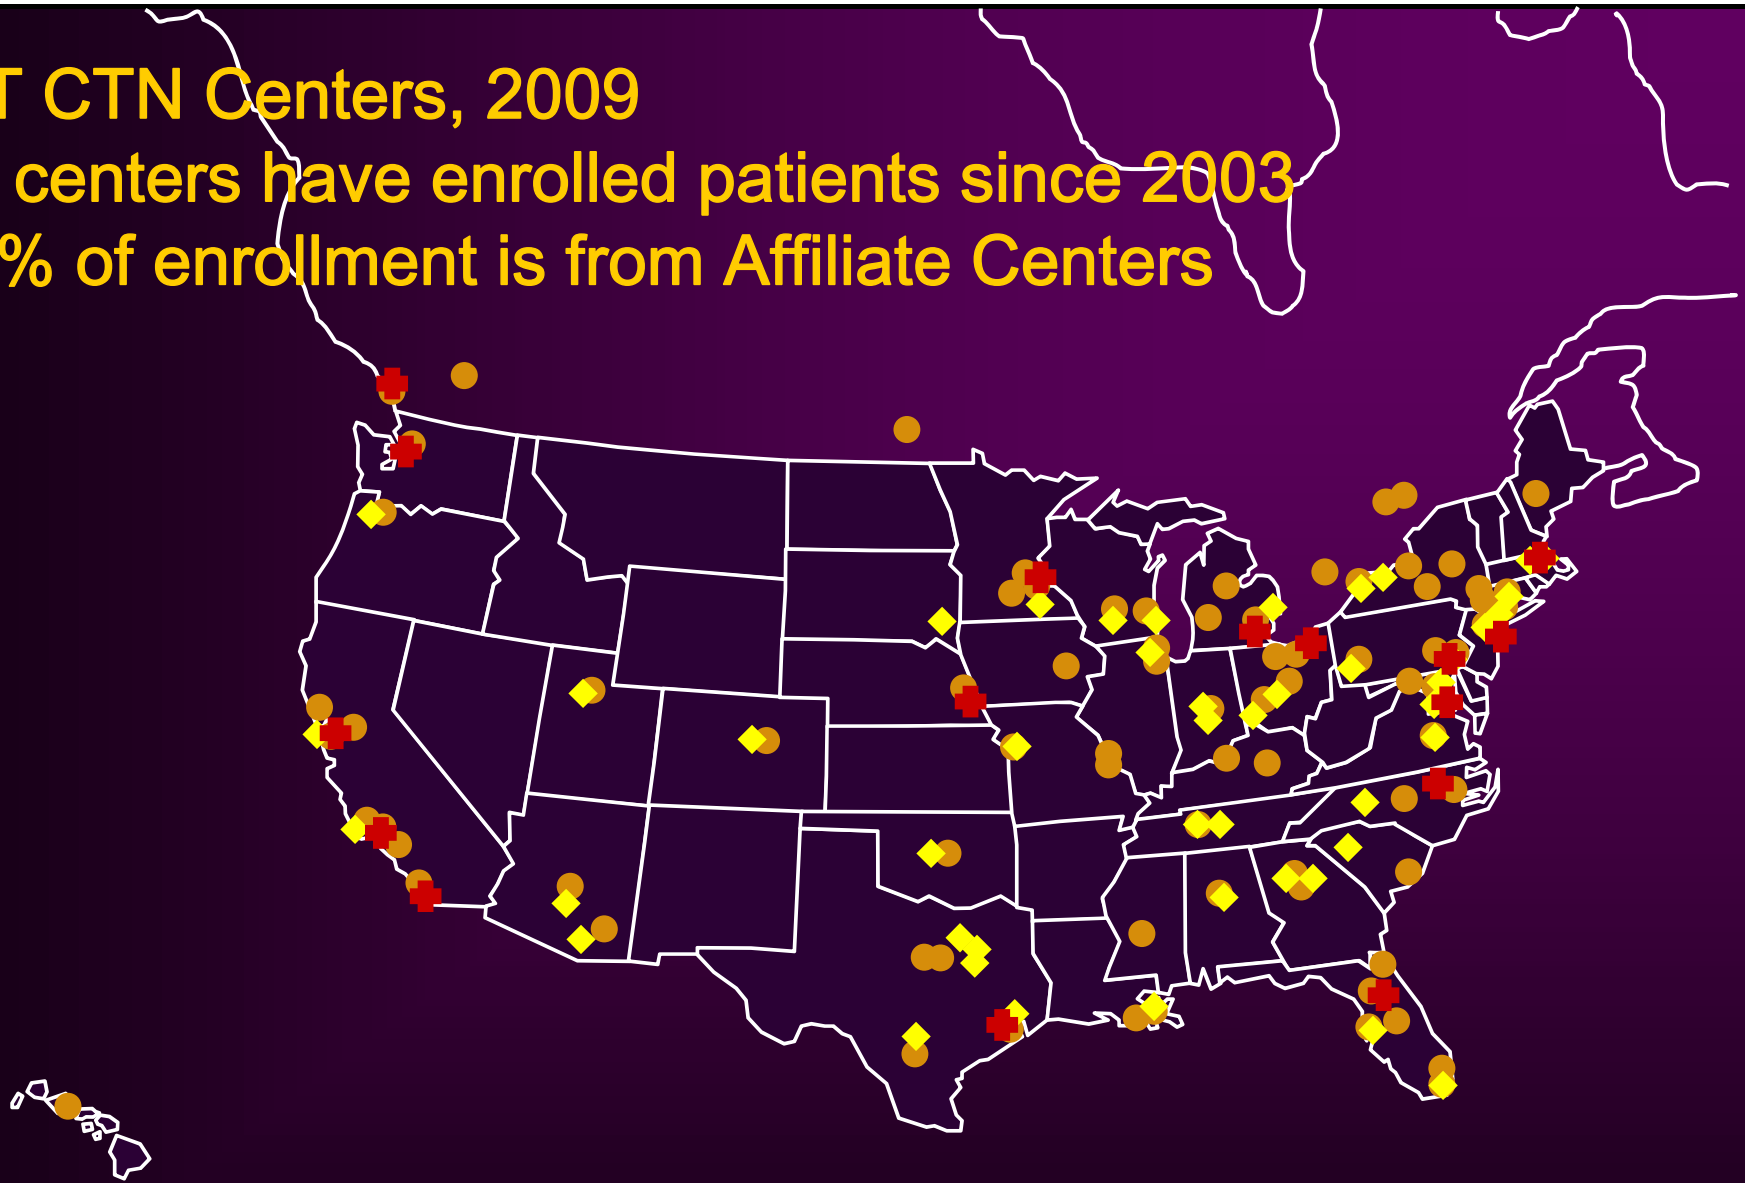 T CTN Centers, 2009
centers have enrolled patients since 2003
% of enrollment is from Affiliate Centers